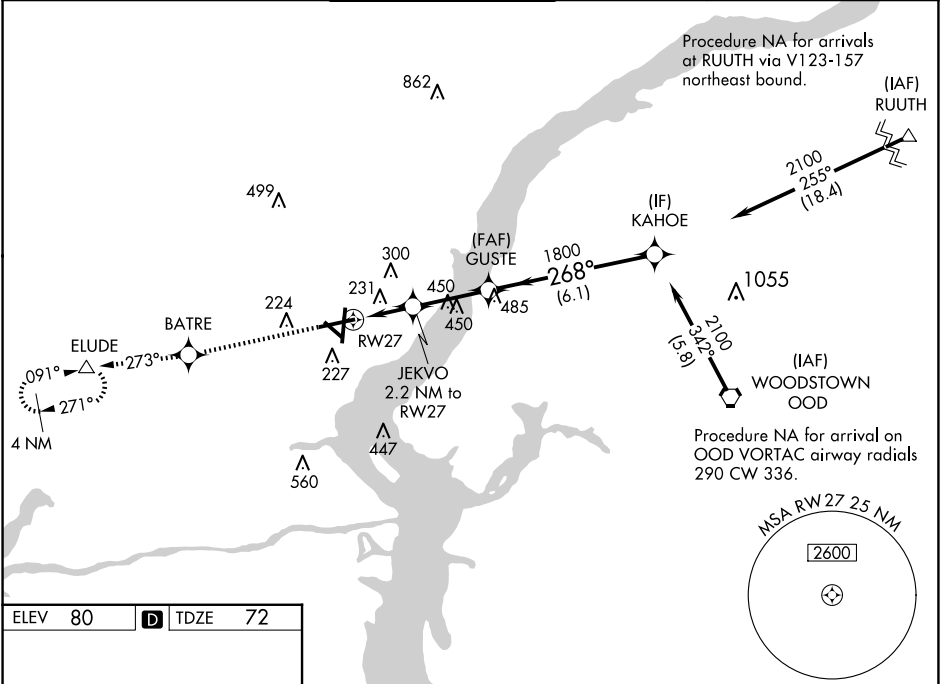 Procedure NA for arrivals
at RUUTH via V123-157
northeast bound.
(IAF)
RUUTH
862
2100
255°
(18.4)
499
(IF)
KAHOE
(FAF)
GUSTE
1800
268°
(6.1)
300
231
450
450
485
1055
224
BATRE
RW27
227
ELUDE
273°
091°
271°
4 NM
JEKVO
2.2 NM to
RW27
2100
342°
(5.8)
(IAF)
WOODSTOWN
OOD
447
560
Procedure NA for arrival on
OOD VORTAC airway radials
290 CW 336.
MSA RW27 25 NM
2600
ELEV 80 D TDZE 72